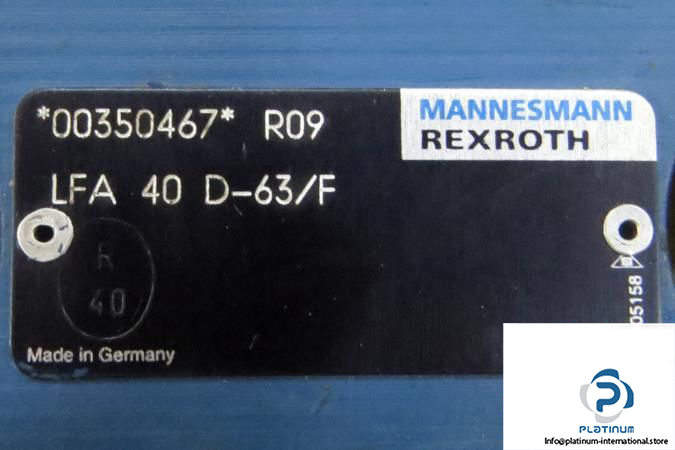 *00350467* R09
MANNESMANN
REXROTH
LFA 40 D-63/F
R
40
05158
Made in Germany
PLATINUM
Info@platinum-international.store